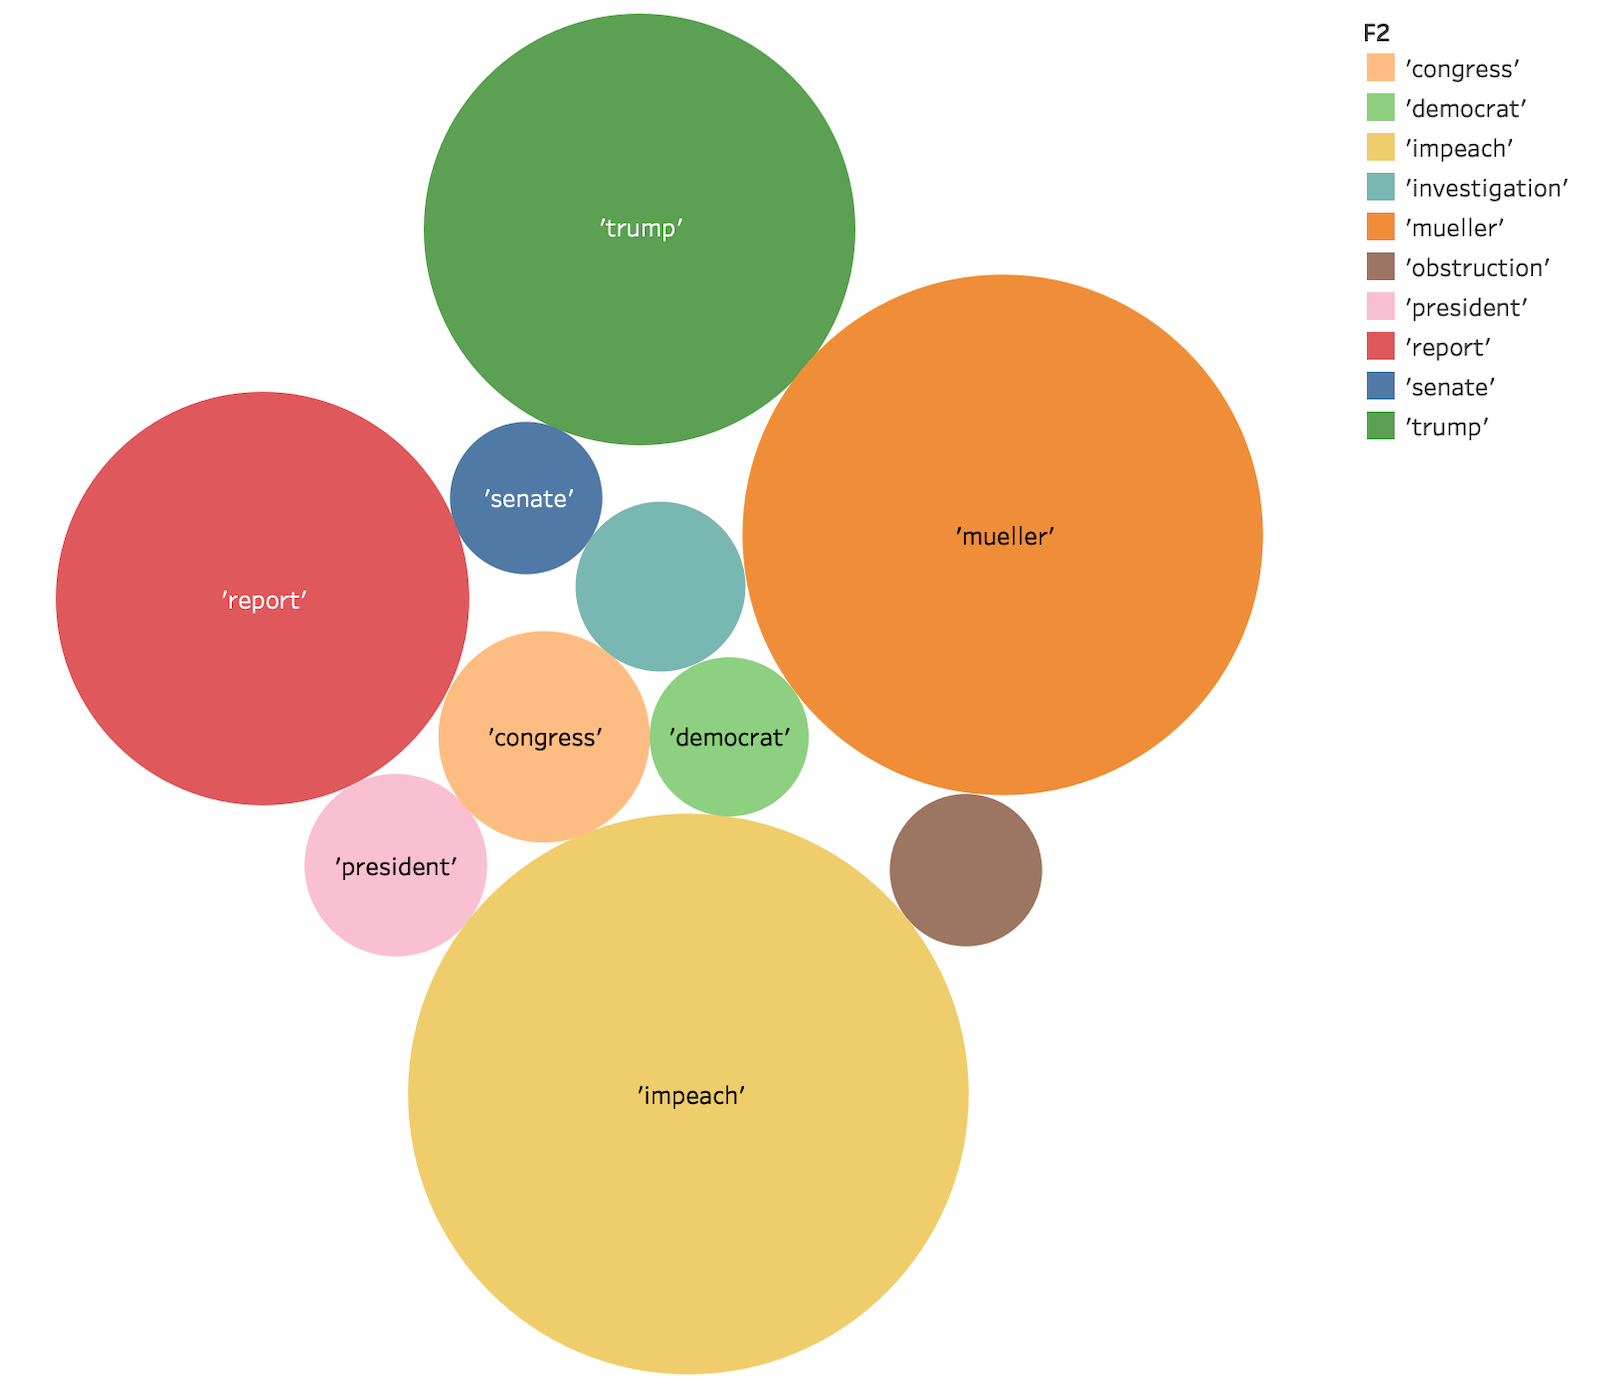 F2
′congress′
′democrat′
′impeach′
′investigation′
′mueller′
′obstruction′
′president′
′report′
′senate′
′trump′
′trump′
′senate′
′mueller′
′report′
′congress′
′democrat′
′president′
′impeach′